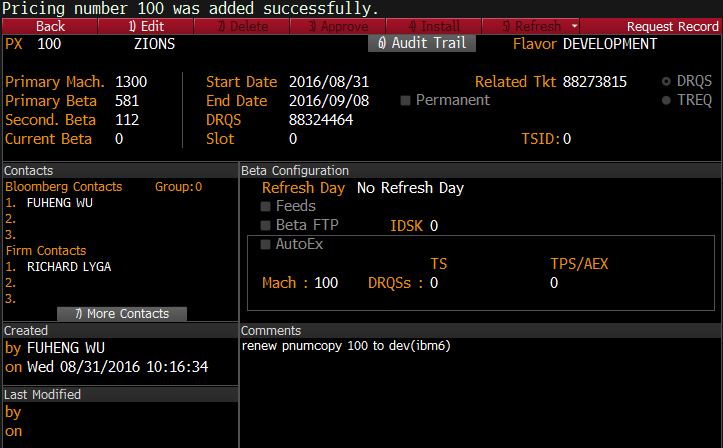 Pricing number 100 was added successfully.
Back 1) Edit 2) Delete 3) Approve 4) Install 5) Refresh Request Record
PX 100 ZIONS 6) Audit Trail Flavor DEVELOPMENT
Primary Mach. 1300 Start Date 2016/08/31 Related Tkt 88273815 DRQS
Primary Beta 581 End Date 2016/09/08 Permanent TREQ
Second. Beta 112 DRQS 88324464
Current Beta 0 Slot 0 TSID: 0
Contacts Beta Configuration
Bloomberg Contacts Group:0 Refresh Day No Refresh Day
1. FUHENG WU Feeds
2. Beta FTP IDSK 0
3. AutoEx
Firm Contacts TS TPS/AEX
1. RICHARD LYGA Mach : 100 DRQSs : 0 0
2.
3.
7) More Contacts
Created Comments
by FUHENG WU renew pnumcopy 100 to dev(ibm6)
on Wed 08/31/2016 10:16:34
Last Modified
by
on